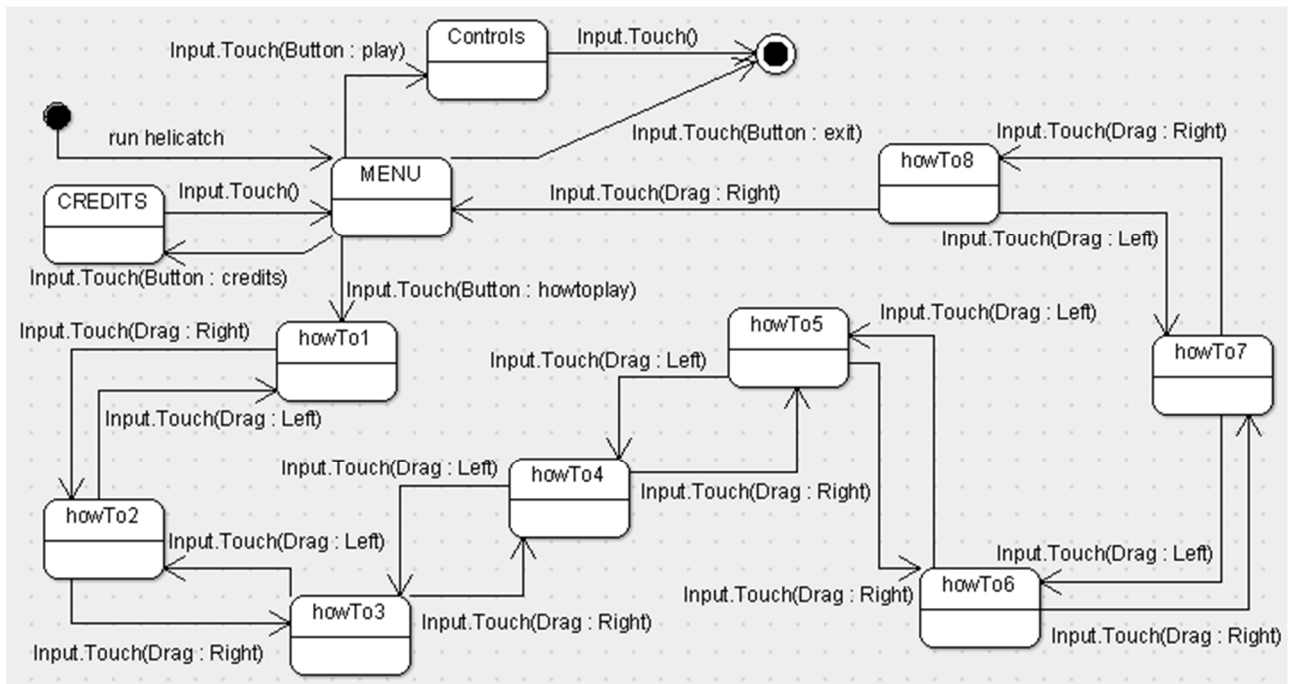 Controls
Input.Touch()
Input.Touch(Button : play)
run helicatch
Input.Touch(Button : exit)
Input.Touch(Drag : Right)
howTo8
MENU
CREDITS
Input.Touch()
Input.Touch(Drag : Right)
Input.Touch(Drag : Left)
Input.Touch(Button : credits)
Input.Touch(Button : howtoplay)
Input.Touch(Drag : Right)
howTo1
howTo5
Input.Touch(Drag : Left)
howTo7
Input.Touch(Drag : Left)
Input.Touch(Drag : Left)
Input.Touch(Drag : Left)
howTo4
Input.Touch(Drag : Right)
howTo2
Input.Touch(Drag : Left)
Input.Touch(Drag : Left)
howTo6
Input.Touch(Drag : Right)
howTo3
Input.Touch(Drag : Right)
Input.Touch(Drag : Right)
Input.Touch(Drag : Right)